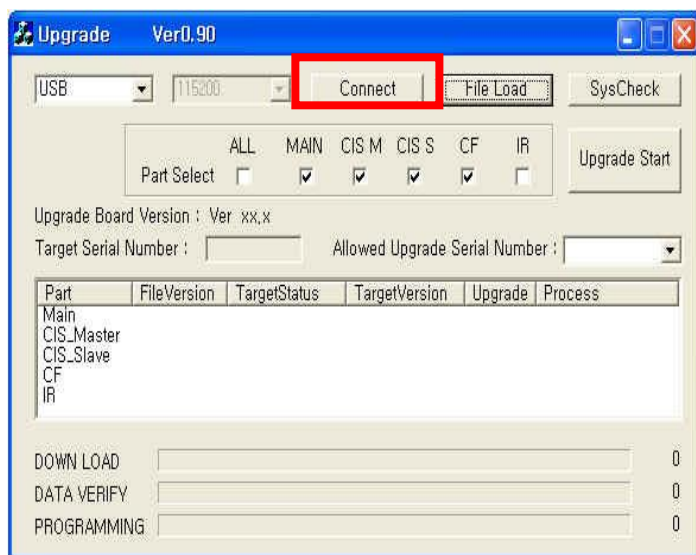 Upgrade Ver0.90
USB 115200 Connect File Load SysCheck
ALL MAIN CIS M CIS S CF IR
Part Select
Upgrade Start
Upgrade Board Version : Ver xx.x
Target Serial Number : Allowed Upgrade Serial Number :
Part FileVersion TargetStatus TargetVersion Upgrade Process
Main
CIS_Master
CIS_Slave
CF
IR
DOWN LOAD 0
DATA VERIFY 0
PROGRAMMING 0